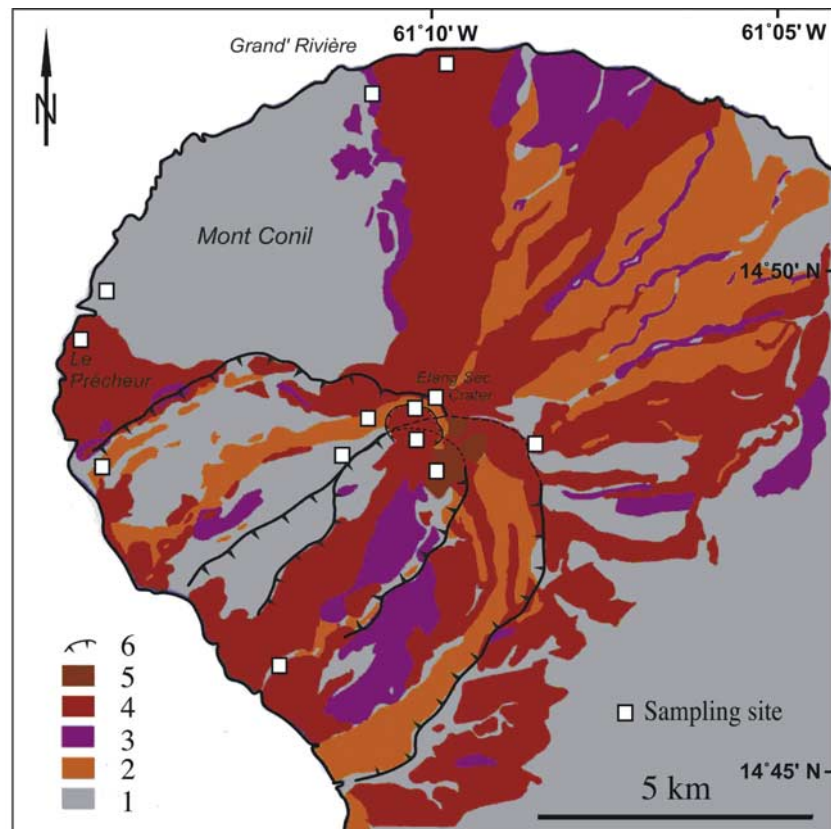 61°10' W
61°05' W
Grand' Rivière
N
Mont Conil
14°50' N
Le
Prêcheur
Etang Sec
Crater
6
5
4
3
2
1
Sampling site
14°45' N
5 km